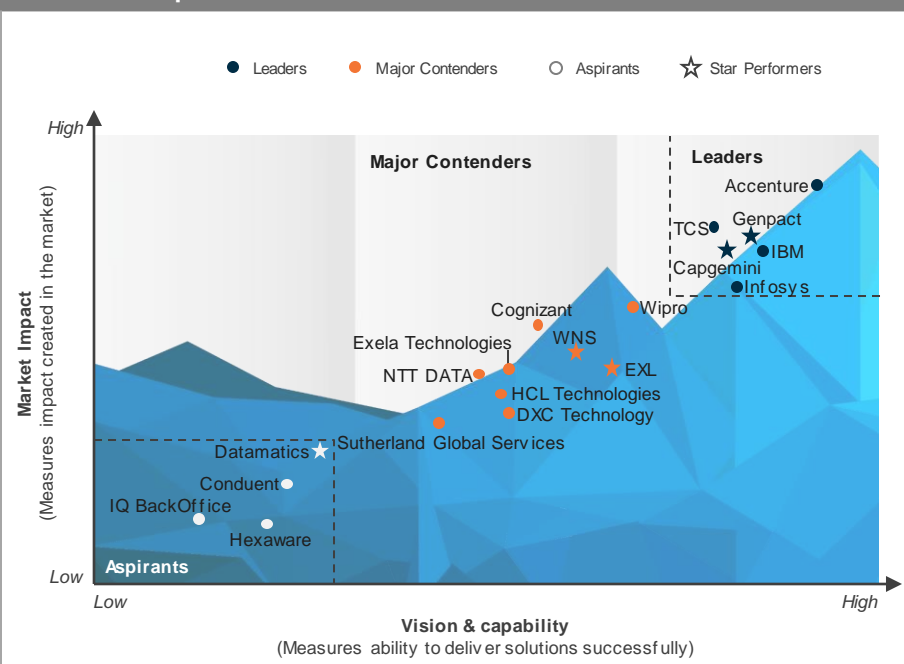 Leaders
Major Contenders
Aspirants
Star Performers
High
Major Contenders
Leaders
Accenture
Genpact
TCS
IBM
Capgemini
Infosys
Wipro
Cognizant
WNS
Exela Technologies
EXL
NTT DATA
HCL Technologies
DXC Technology
Sutherland Global Services
Datamatics
Conduent
IQ BackOffice
Hexaware
Aspirants
Market Impact
(Measures impact created in the market)
Low
Low
High
Vision & capability
(Measures ability to deliver solutions successfully)